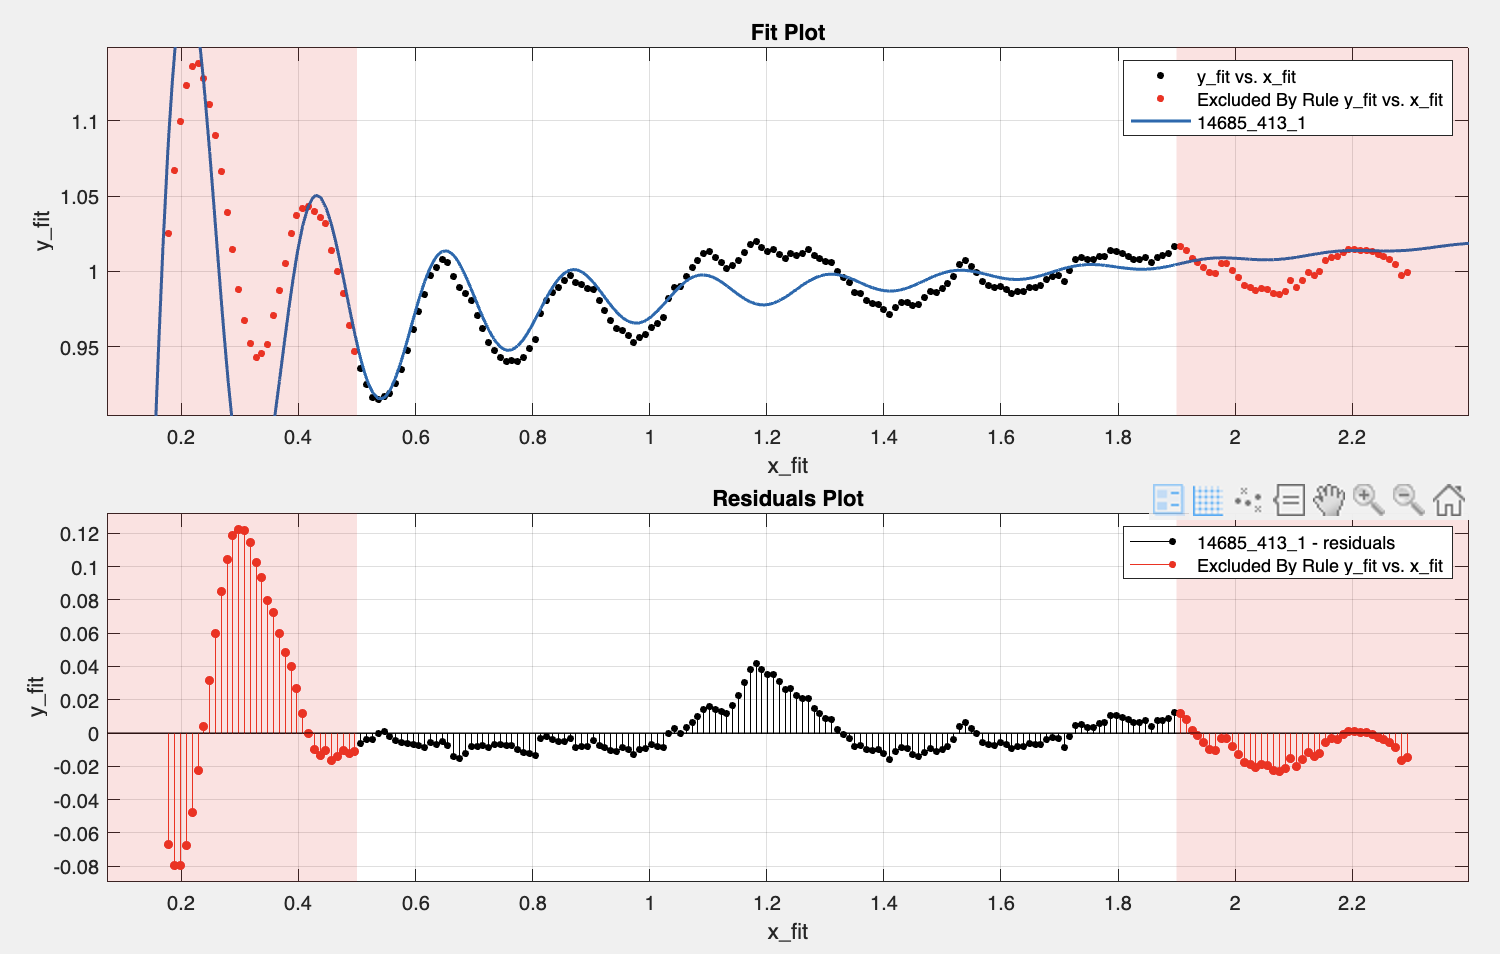 Fit Plot
y_fit vs. x_fit
Excluded By Rule y_fit vs. x_fit
14685_413_1
1.1
1.05
1
0.95
y_fit
0.2 0.4 0.6 0.8 1 1.2 1.4 1.6 1.8 2 2.2
x_fit
Residuals Plot
14685_413_1 - residuals
Excluded By Rule y_fit vs. x_fit
0.12
0.1
0.08
0.06
0.04
0.02
0
-0.02
-0.04
-0.06
-0.08
y_fit
0.2 0.4 0.6 0.8 1 1.2 1.4 1.6 1.8 2 2.2
x_fit